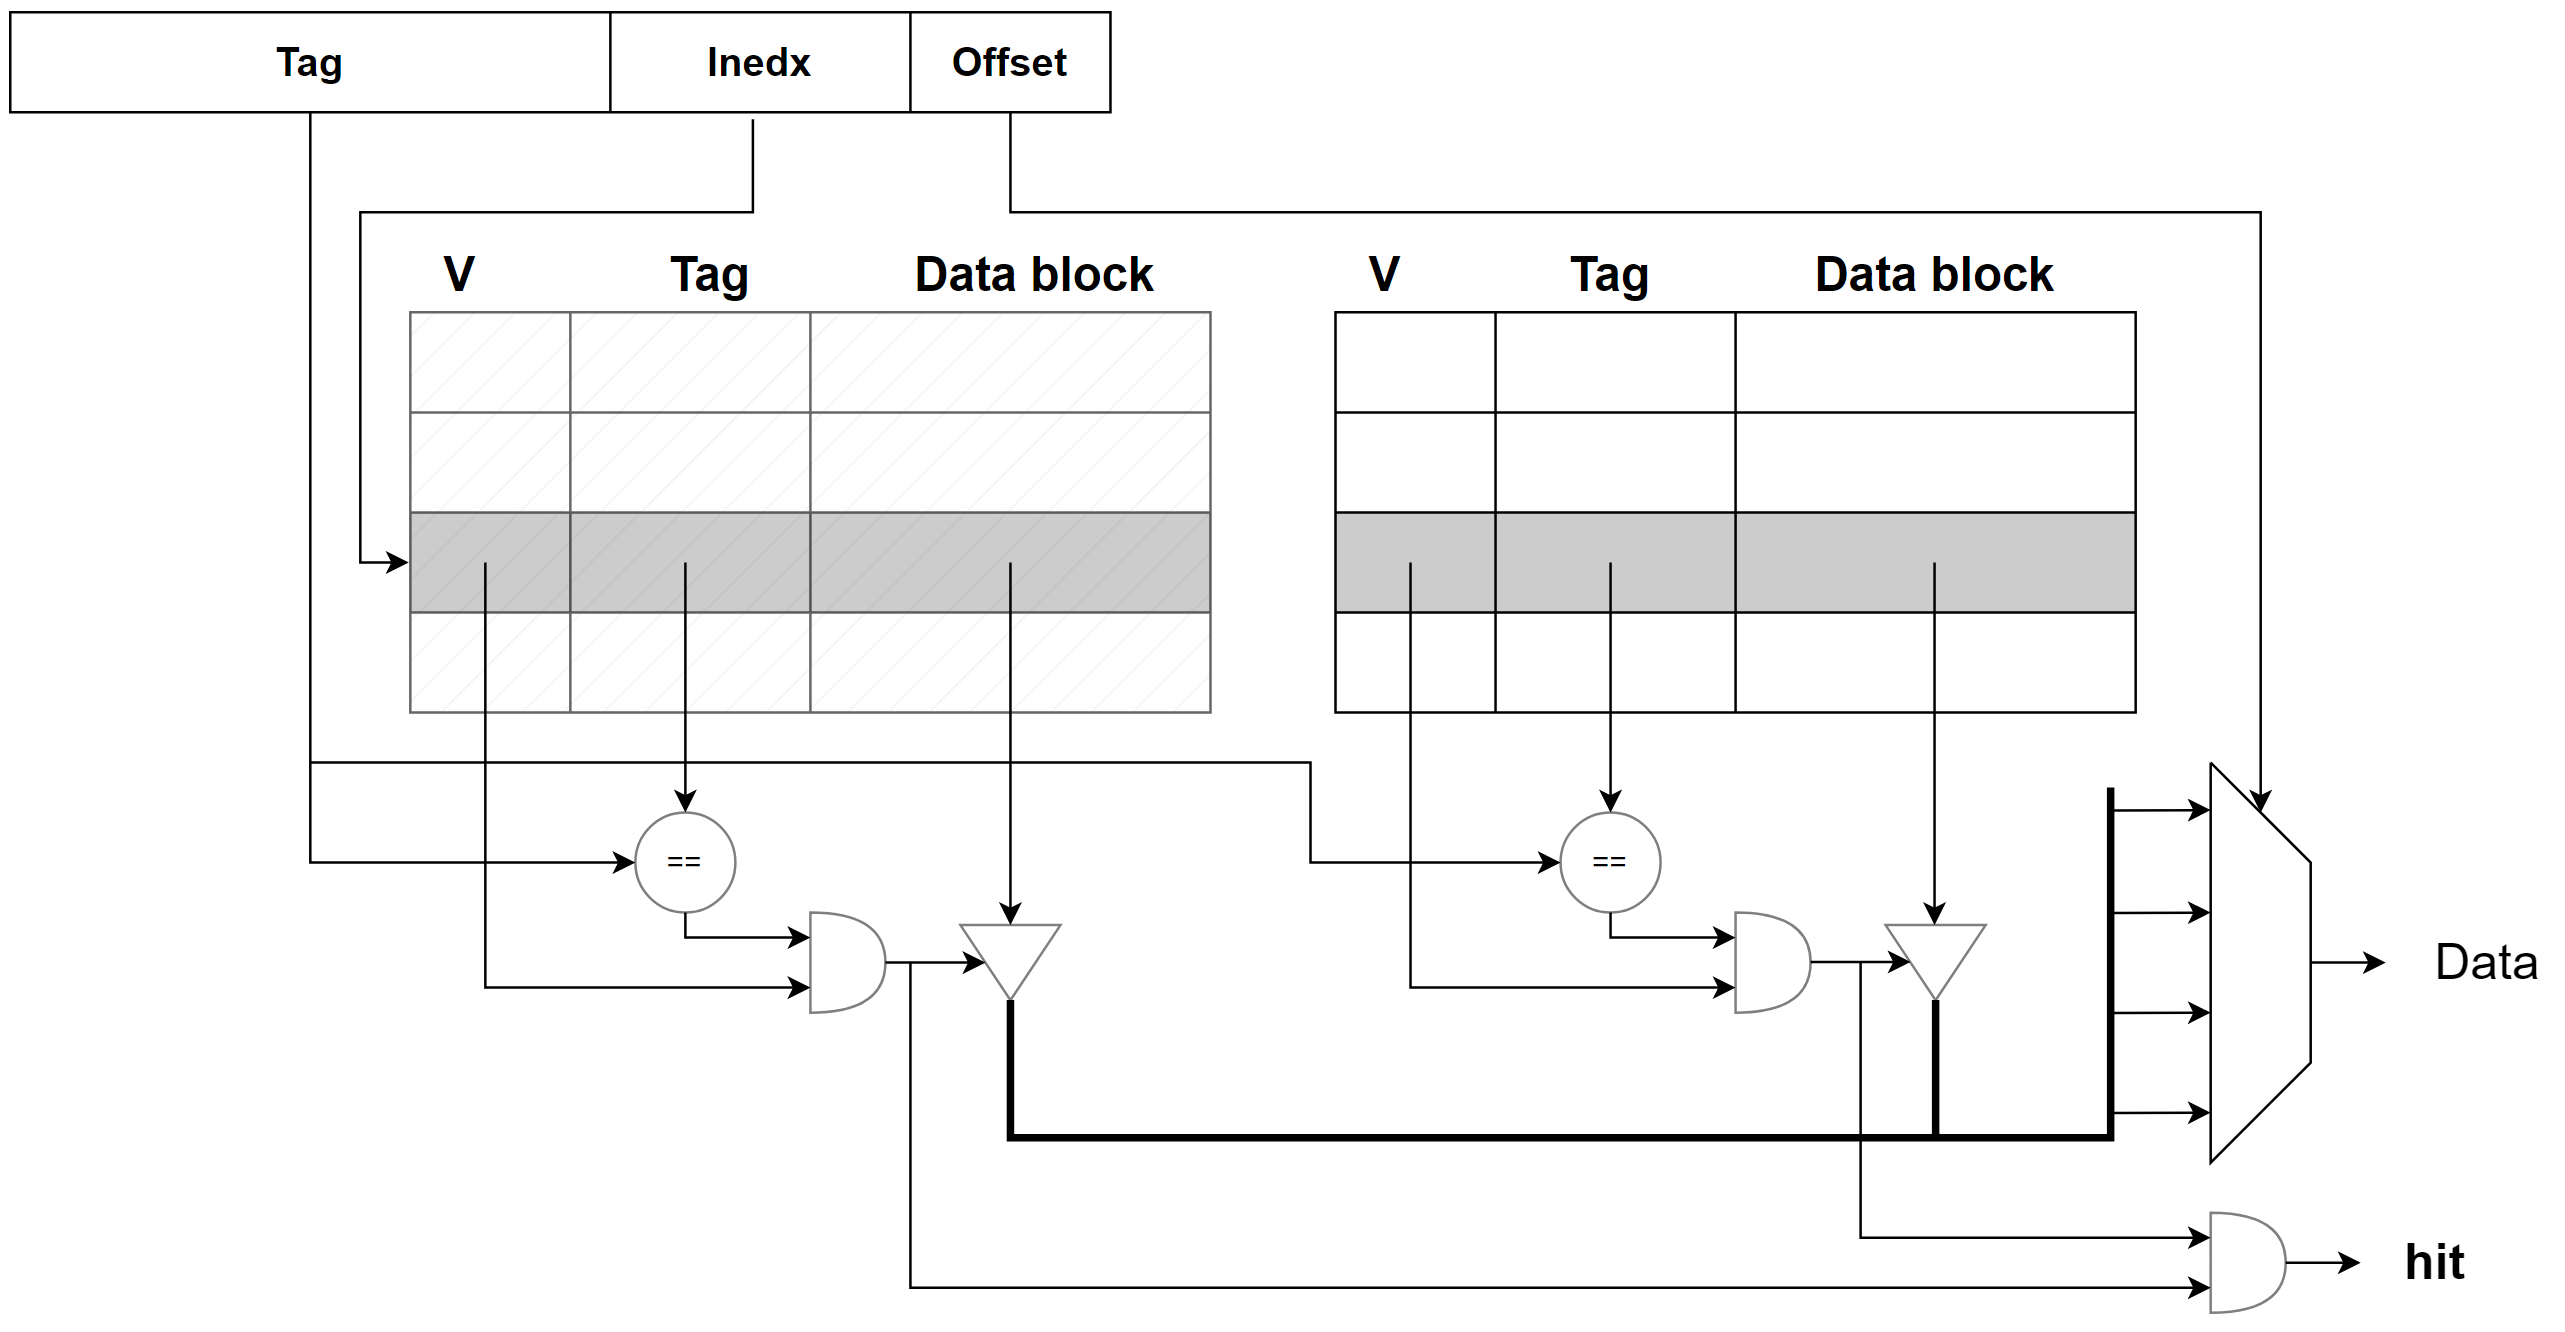 Tag Inedx Offset
V Tag Data block V Tag Data block
== ==
Data
hit